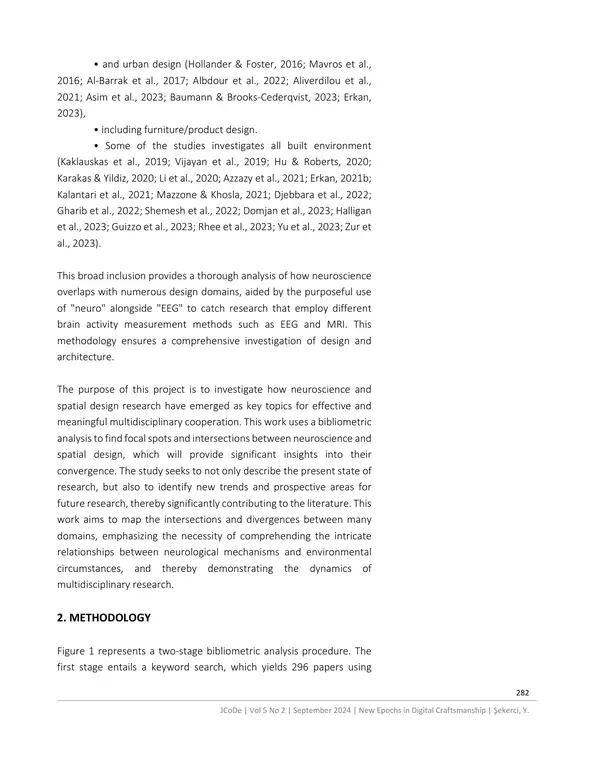 • and urban design (Hollander & Foster, 2016; Mavros et al.,
2016; Al-Barrak et al., 2017; Albdour et al., 2022; Aliverdilou et al.,
2021; Asim et al., 2023; Baumann & Brooks-Cederqvist, 2023; Erkan,
2023),
• including furniture/product design.
• Some of the studies investigates all built environment
(Kaklauskas et al., 2019; Vijayan et al., 2019; Hu & Roberts, 2020;
Karakas & Yildiz, 2020; Li et al., 2020; Azzazy et al., 2021; Erkan, 2021b;
Kalantari et al., 2021; Mazzone & Khosla, 2021; Djebbara et al., 2022;
Gharib et al., 2022; Shemesh et al., 2022; Domjan et al., 2023; Halligan
et al., 2023; Guizzo et al., 2023; Rhee et al., 2023; Yu et al., 2023; Zur et
al., 2023).
This broad inclusion provides a thorough analysis of how neuroscience
overlaps with numerous design domains, aided by the purposeful use
of "neuro" alongside "EEG" to catch research that employ different
brain activity measurement methods such as EEG and MRI. This
methodology ensures a comprehensive investigation of design and
architecture.
The purpose of this project is to investigate how neuroscience and
spatial design research have emerged as key topics for effective and
meaningful multidisciplinary cooperation. This work uses a bibliometric
analysis to find focal spots and intersections between neuroscience and
spatial design, which will provide significant insights into their
convergence. The study seeks to not only describe the present state of
research, but also to identify new trends and prospective areas for
future research, thereby significantly contributing to the literature. This
work aims to map the intersections and divergences between many
domains, emphasizing the necessity of comprehending the intricate
relationships between neurological mechanisms and environmental
circumstances, and thereby demonstrating the dynamics of
multidisciplinary research.
2. METHODOLOGY
Figure 1 represents a two-stage bibliometric analysis procedure. The
first stage entails a keyword search, which yields 296 papers using
282
JCoDe | Vol 5 No 2 | September 2024 | New Epochs in Digital Craftsmanship | Şekerci, Y.